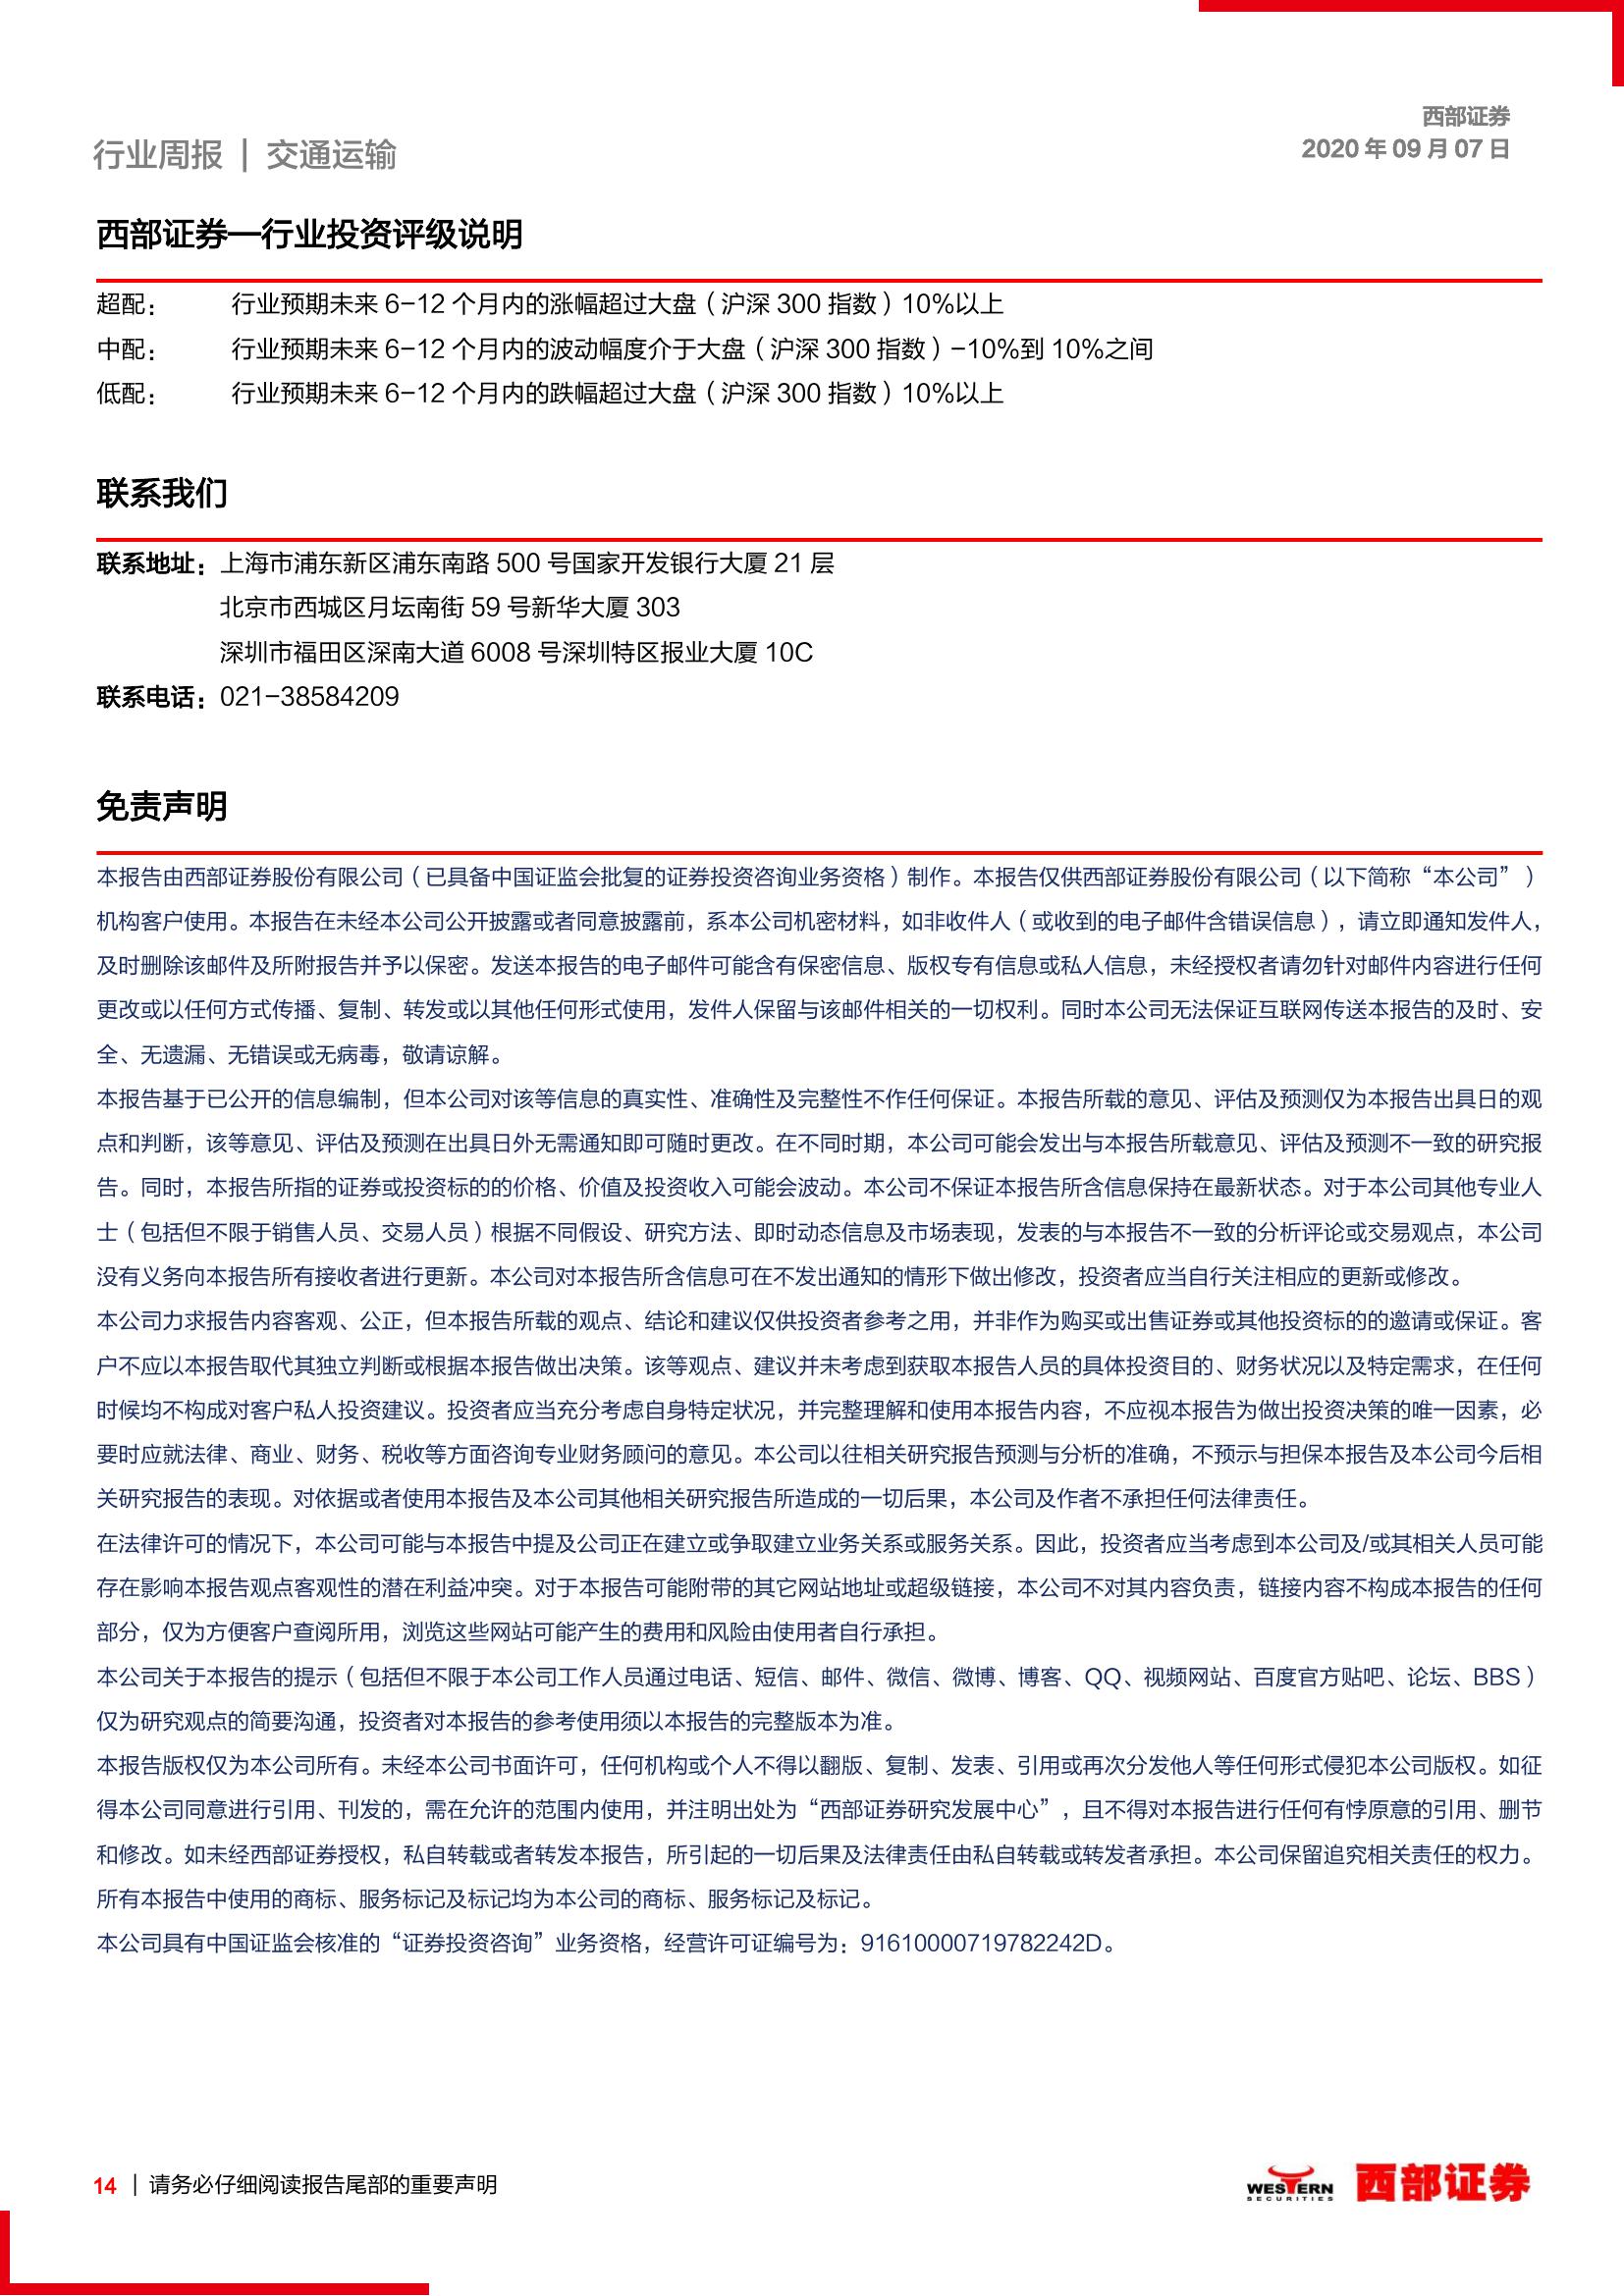 西部证券
2020 年 09 月 07 日
行业周报 | 交通运输
西部证券—行业投资评级说明
超配： 行业预期未来 6-12 个月内的涨幅超过大盘（沪深 300 指数）10%以上
中配： 行业预期未来 6-12 个月内的波动幅度介于大盘（沪深 300 指数）-10%到 10%之间
低配： 行业预期未来 6-12 个月内的跌幅超过大盘（沪深 300 指数）10%以上
联系我们
联系地址：上海市浦东新区浦东南路 500 号国家开发银行大厦 21 层
北京市西城区月坛南街 59 号新华大厦 303
深圳市福田区深南大道 6008 号深圳特区报业大厦 10C
联系电话：021-38584209
免责声明
本报告由西部证券股份有限公司（已具备中国证监会批复的证券投资咨询业务资格）制作。本报告仅供西部证券股份有限公司（以下简称“本公司”）
机构客户使用。本报告在未经本公司公开披露或者同意披露前，系本公司机密材料，如非收件人（或收到的电子邮件含错误信息），请立即通知发件人，
及时删除该邮件及所附报告并予以保密。发送本报告的电子邮件可能含有保密信息、版权专有信息或私人信息，未经授权者请勿针对邮件内容进行任何
更改或以任何方式传播、复制、转发或以其他任何形式使用，发件人保留与该邮件相关的一切权利。同时本公司无法保证互联网传送本报告的及时、安
全、无遗漏、无错误或无病毒，敬请谅解。
本报告基于已公开的信息编制，但本公司对该等信息的真实性、准确性及完整性不作任何保证。本报告所载的意见、评估及预测仅为本报告出具日的观
点和判断，该等意见、评估及预测在出具日外无需通知即可随时更改。在不同时期，本公司可能会发出与本报告所载意见、评估及预测不一致的研究报
告。同时，本报告所指的证券或投资标的的价格、价值及投资收入可能会波动。本公司不保证本报告所含信息保持在最新状态。对于本公司其他专业人
士（包括但不限于销售人员、交易人员）根据不同假设、研究方法、即时动态信息及市场表现，发表的与本报告不一致的分析评论或交易观点，本公司
没有义务向本报告所有接收者进行更新。本公司对本报告所含信息可在不发出通知的情形下做出修改，投资者应当自行关注相应的更新或修改。
本公司力求报告内容客观、公正，但本报告所载的观点、结论和建议仅供投资者参考之用，并非作为购买或出售证券或其他投资标的的邀请或保证。客
户不应以本报告取代其独立判断或根据本报告做出决策。该等观点、建议并未考虑到获取本报告人员的具体投资目的、财务状况以及特定需求，在任何
时候均不构成对客户私人投资建议。投资者应当充分考虑自身特定状况，并完整理解和使用本报告内容，不应视本报告为做出投资决策的唯一因素，必
要时应就法律、商业、财务、税收等方面咨询专业财务顾问的意见。本公司以往相关研究报告预测与分析的准确，不预示与担保本报告及本公司今后相
关研究报告的表现。对依据或者使用本报告及本公司其他相关研究报告所造成的一切后果，本公司及作者不承担任何法律责任。
在法律许可的情况下，本公司可能与本报告中提及公司正在建立或争取建立业务关系或服务关系。因此，投资者应当考虑到本公司及/或其相关人员可能
存在影响本报告观点客观性的潜在利益冲突。对于本报告可能附带的其它网站地址或超级链接，本公司不对其内容负责，链接内容不构成本报告的任何
部分，仅为方便客户查阅所用，浏览这些网站可能产生的费用和风险由使用者自行承担。
本公司关于本报告的提示（包括但不限于本公司工作人员通过电话、短信、邮件、微信、微博、博客、QQ、视频网站、百度官方贴吧、论坛、BBS）
仅为研究观点的简要沟通，投资者对本报告的参考使用须以本报告的完整版本为准。
本报告版权仅为本公司所有。未经本公司书面许可，任何机构或个人不得以翻版、复制、发表、引用或再次分发他人等任何形式侵犯本公司版权。如征
得本公司同意进行引用、刊发的，需在允许的范围内使用，并注明出处为“西部证券研究发展中心”，且不得对本报告进行任何有悖原意的引用、删节
和修改。如未经西部证券授权，私自转载或者转发本报告，所引起的一切后果及法律责任由私自转载或转发者承担。本公司保留追究相关责任的权力。
所有本报告中使用的商标、服务标记及标记均为本公司的商标、服务标记及标记。
本公司具有中国证监会核准的“证券投资咨询”业务资格，经营许可证编号为：91610000719782242D。
14 | 请务必仔细阅读报告尾部的重要声明
WESTERN
SECURITIES
西部证券